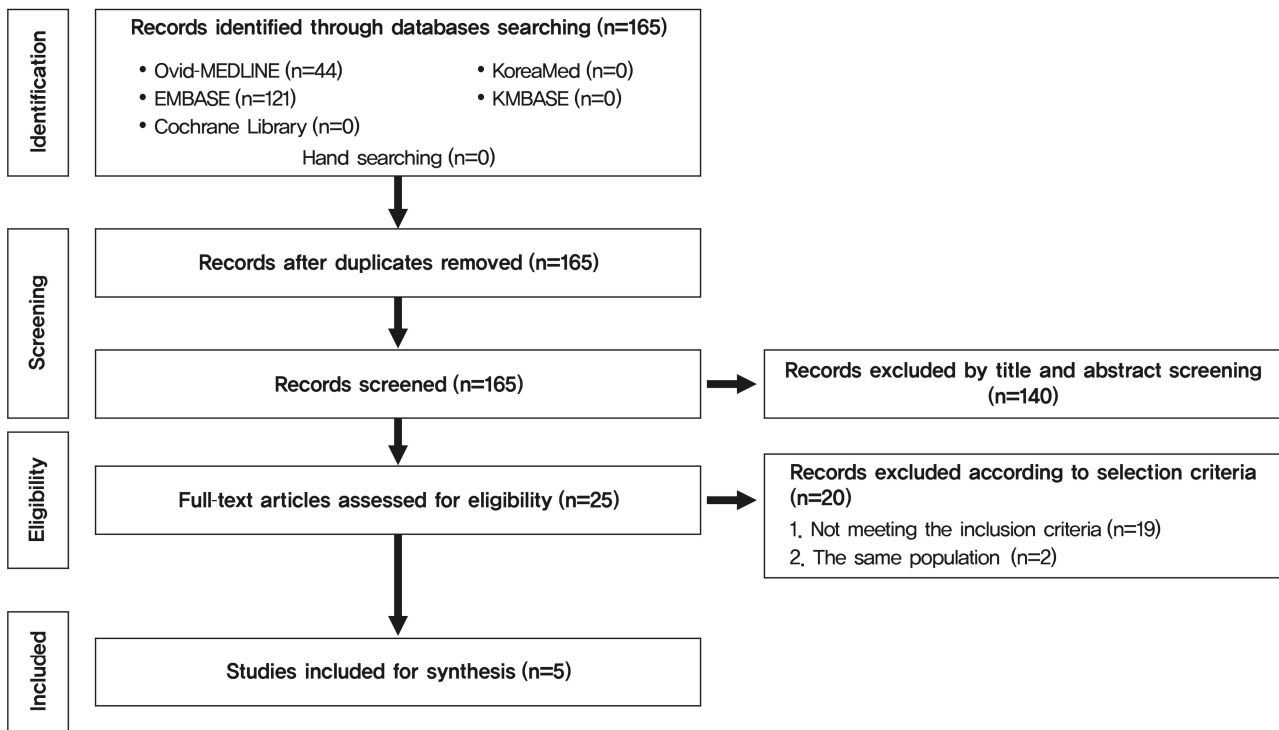 Identification
Records identified through databases searching (n=165)
• Ovid-MEDLINE (n=44)
• EMBASE (n=121)
• Cochrane Library (n=0)
• KoreaMed (n=0)
• KMBASE (n=0)
Hand searching (n=0)
Screening
Records after duplicates removed (n=165)
Records screened (n=165)
Records excluded by title and abstract screening
(n=140)
Eligibility
Full-text articles assessed for eligibility (n=25)
Records excluded according to selection criteria
(n=20)
1. Not meeting the inclusion criteria (n=19)
2. The same population (n=2)
Included
Studies included for synthesis (n=5)